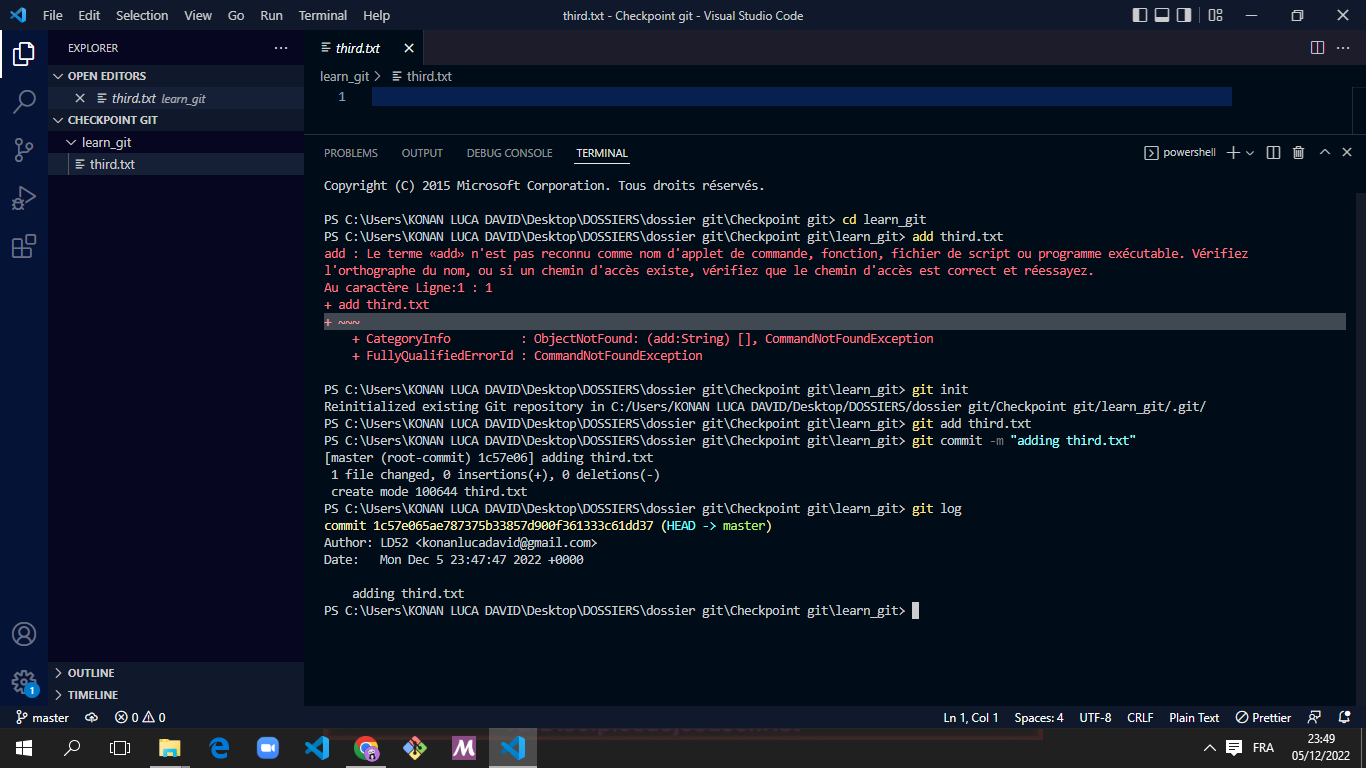 File Edit Selection View Go Run Terminal Help
third.txt - Checkpoint git - Visual Studio Code
EXPLORER
OPEN EDITORS
third.txt learn_git
CHECKPOINT GIT
learn_git
third.txt
OUTLINE
TIMELINE
third.txt
learn_git > third.txt
1
PROBLEMS OUTPUT DEBUG CONSOLE TERMINAL
powershell
Copyright (C) 2015 Microsoft Corporation. Tous droits réservés.
PS C:\Users\KONAN LUCA DAVID\Desktop\DOSSIERS\dossier git\Checkpoint git> cd learn_git
PS C:\Users\KONAN LUCA DAVID\Desktop\DOSSIERS\dossier git\Checkpoint git\learn_git> add third.txt
add : Le terme «add» n'est pas reconnu comme nom d'applet de commande, fonction, fichier de script ou programme exécutable. Vérifiez
l'orthographe du nom, ou si un chemin d'accès existe, vérifiez que le chemin d'accès est correct et réessayez.
Au caractère Ligne:1 : 1
+ add third.txt
+ ~~~
+ CategoryInfo : ObjectNotFound: (add:String) [], CommandNotFoundException
+ FullyQualifiedErrorId : CommandNotFoundException
PS C:\Users\KONAN LUCA DAVID\Desktop\DOSSIERS\dossier git\Checkpoint git\learn_git> git init
Reinitialized existing Git repository in C:/Users/KONAN LUCA DAVID/Desktop/DOSSIERS/dossier git/Checkpoint git/learn_git/.git/
PS C:\Users\KONAN LUCA DAVID\Desktop\DOSSIERS\dossier git\Checkpoint git\learn_git> git add third.txt
PS C:\Users\KONAN LUCA DAVID\Desktop\DOSSIERS\dossier git\Checkpoint git\learn_git> git commit -m "adding third.txt"
[master (root-commit) 1c57e06] adding third.txt
1 file changed, 0 insertions(+), 0 deletions(-)
create mode 100644 third.txt
PS C:\Users\KONAN LUCA DAVID\Desktop\DOSSIERS\dossier git\Checkpoint git\learn_git> git log
commit 1c57e065ae787375b33857d900f361333c61dd37 (HEAD -> master)
Author: LD52 <konanlucadavid@gmail.com>
Date: Mon Dec 5 23:47:47 2022 +0000
adding third.txt
PS C:\Users\KONAN LUCA DAVID\Desktop\DOSSIERS\dossier git\Checkpoint git\learn_git>
1
master 0 0
Ln 1, Col 1 Spaces: 4 UTF-8 CRLF Plain Text Prettier
FRA
23:49
05/12/2022